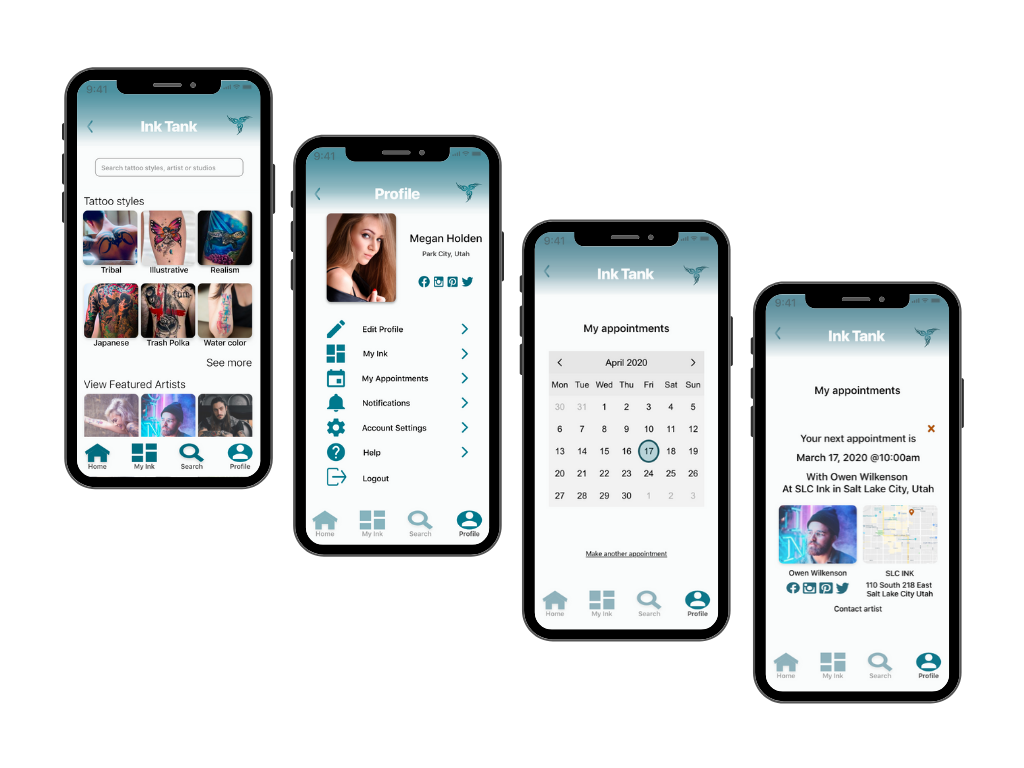 9:41
Ink Tank
Search tattoo styles, artist or studios
Tattoo styles
Tribal Illustrative Realism
Japanese Trash Polka Water color
See more
View Featured Artists
Home My Ink Search Profile
9:41
Profile
Megan Holden
Park City, Utah
Edit Profile
My Ink
My Appointments
Notifications
Account Settings
Help
Logout
Home My Ink Search Profile
9:41
Ink Tank
My appointments
April 2020
Mon Tue Wed Thu Fri Sat Sun
30 31 1 2 3 4 5
6 7 8 9 10 11 12
13 14 15 16 17 18 19
20 21 22 23 24 25 26
27 28 29 30 1 2 3
Make another appointment
Home My Ink Search Profile
9:41
Ink Tank
My appointments
Your next appointment is
March 17, 2020 @10:00am
With Owen Wilkenson
At SLC Ink in Salt Lake City, Utah
Owen Wilkenson
SLC INK
110 South 218 East
Salt Lake City Utah
Contact artist
Home My Ink Search Profile